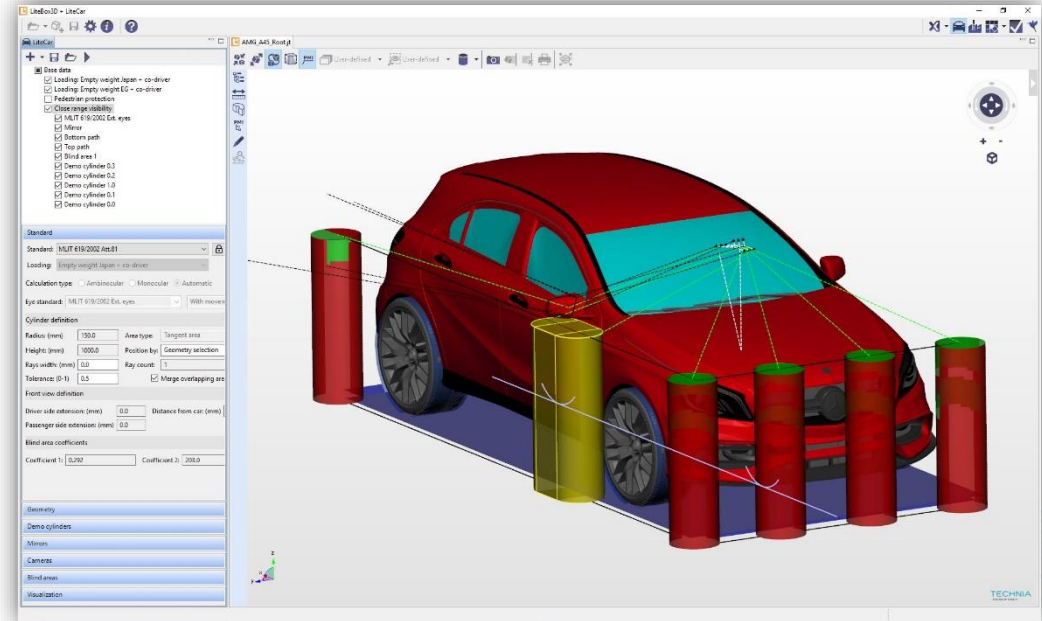 LiteBox3D + LiteCar
LiteCar
AMG_A45_Root.jt
User-defined
User-defined
PMI
Base data
Loading: Empty weight Japan + co-driver
Loading: Empty weight EG + co-driver
Pedestrian protection
Close range visibility
MLIT 619/2002 Ext. eyes
Mirror
Bottom path
Top path
Blind area 1
Demo cylinder 0.3
Demo cylinder 0.2
Demo cylinder 1.0
Demo cylinder 0.1
Demo cylinder 0.0
Standard
Standard: MLIT 619/2002 Att.81
Loading: Empty weight Japan + co-driver
Calculation type: Ambinocular Monocular Automatic
Eye standard: MLIT 619/2002 Ext. eyes With movem
Cylinder definition
Radius (mm) 150.0 Area type: Tangent area
Height: (mm) 1000.0 Position by: Geometry selection
Rays width: (mm) 0.0 Ray count: 1
Tolerance: (0-1) 0.5 Merge overlapping are
Front view definition
Driver side extension: (mm) 0.0 Distance from car: (mm)
Passenger side extension: (mm) 0.0
Blind area coefficients
Coefficient 1: 0.292 Coefficient 2: 208.0
Geometry
Demo cylinders
Mirrors
Cameras
Blind areas
Visualization
z
y
TECHNIA